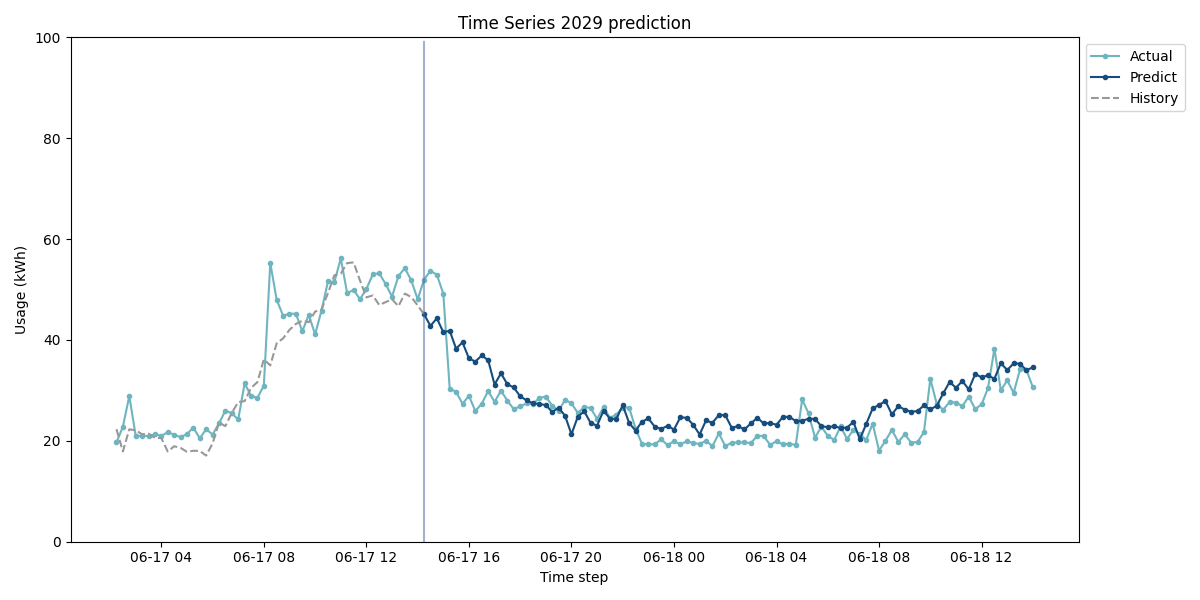 Time Series 2029 prediction
100
80
60
40
20
0
Usage (kWh)
06-17 04
06-17 08
06-17 12
06-17 16
06-17 20
06-18 00
06-18 04
06-18 08
06-18 12
Time step
Actual
Predict
History